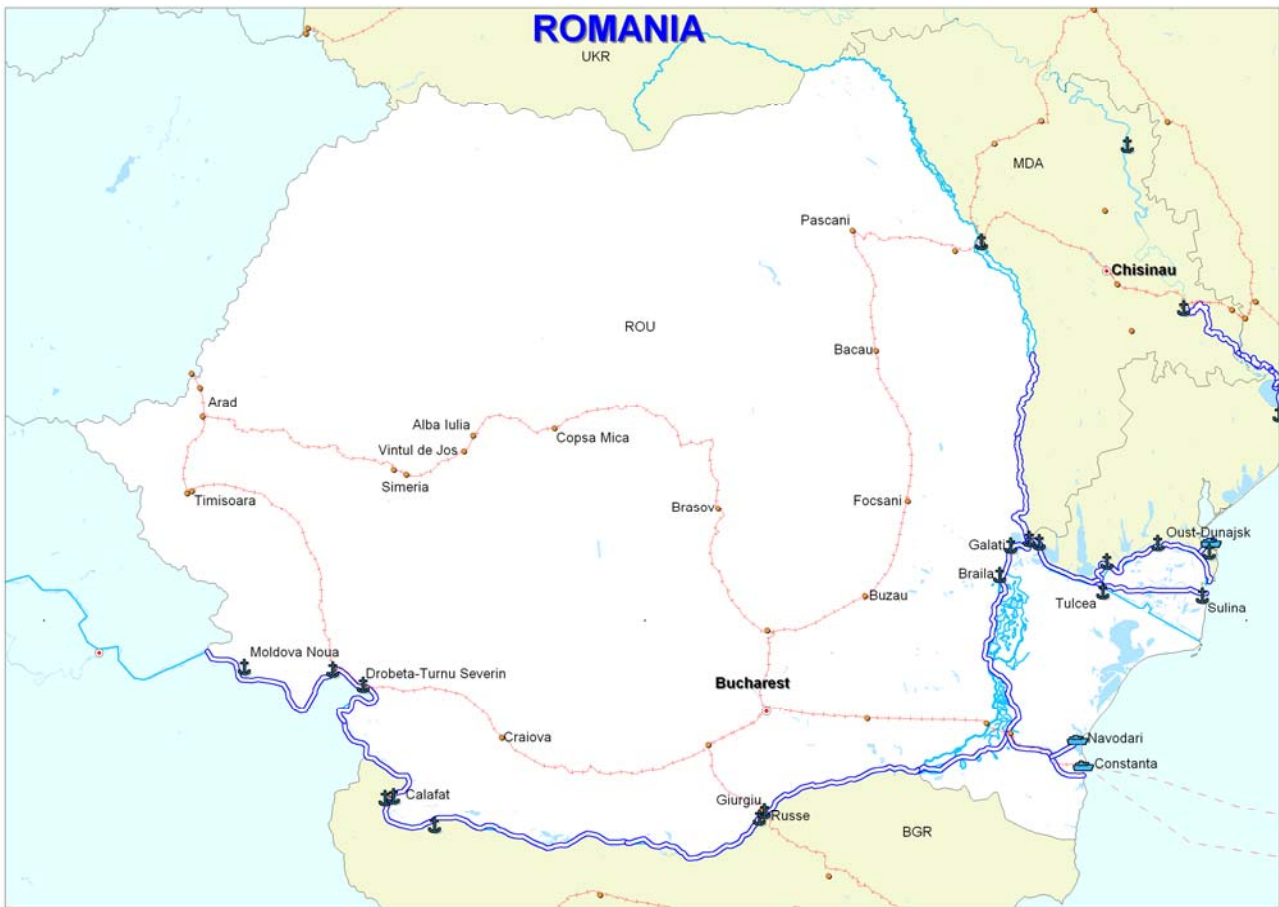 ROMANIA
UKR
MDA
Pascani
Chisinau
ROU
Bacau
Arad
Alba Iulia
Copsa Mica
Vintul de Jos
Simeria
Timisoara
Brasov
Focsani
Oust-Dunajsk
Galati
Braila
Buzau
Tulcea
Sulina
Moldova Noua
Drobeta-Turnu Severin
Bucharest
Craiova
Navodari
Constanta
Calafat
Giurgiu
Russe
BGR